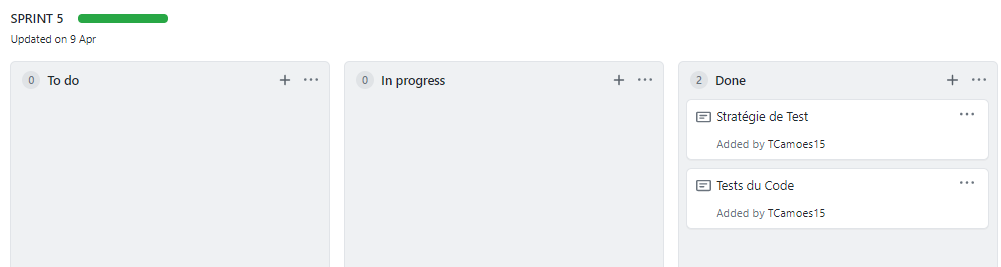 SPRINT 5
Updated on 9 Apr
0 To do
0 In progress
2 Done
Stratégie de Test
Added by TCamoes15
Tests du Code
Added by TCamoes15